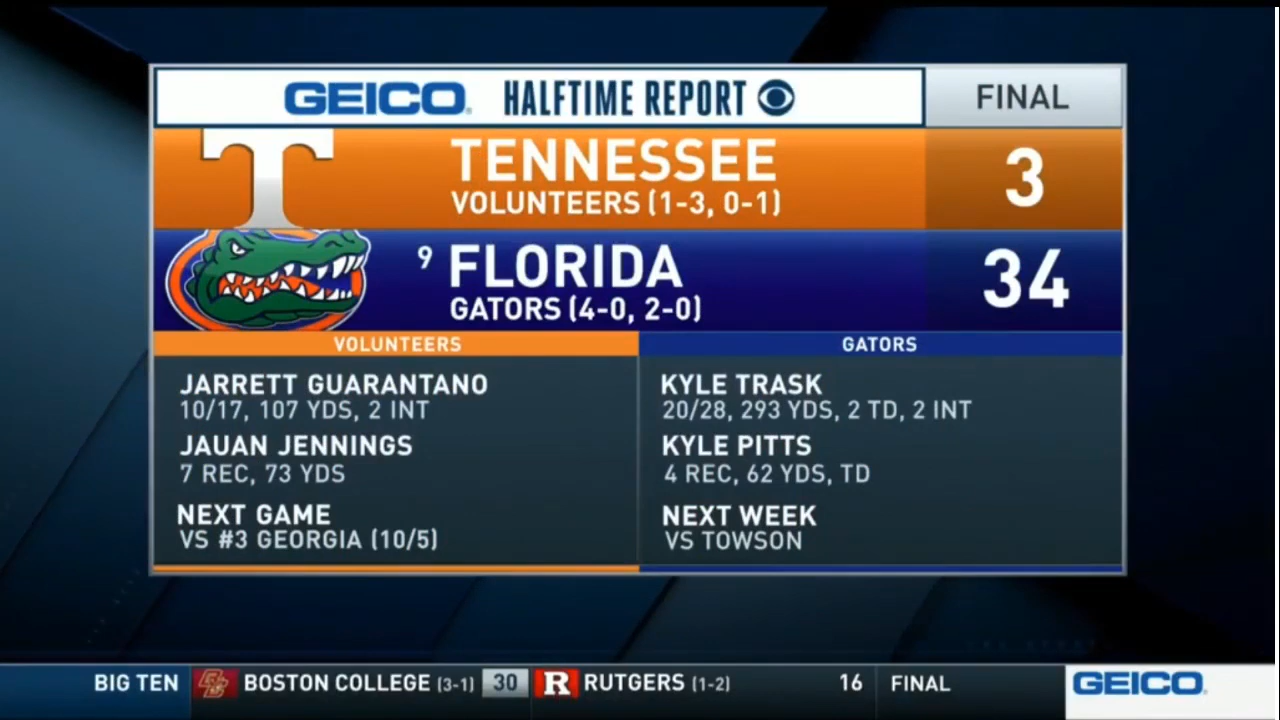 GEICO HALFTIME REPORT FINAL
T TENNESSEE 3
VOLUNTEERS (1-3, 0-1)
9 FLORIDA 34
GATORS (4-0, 2-0)
VOLUNTEERS
JARRETT GUARANTANO
10/17, 107 YDS, 2 INT
JAUAN JENNINGS
7 REC, 73 YDS
NEXT GAME
VS #3 GEORGIA (10/5)
GATORS
KYLE TRASK
20/28, 293 YDS, 2 TD, 2 INT
KYLE PITTS
4 REC, 62 YDS, TD
NEXT WEEK
VS TOWSON
BIG TEN BC BOSTON COLLEGE (3-1) 30 R RUTGERS (1-2) 16 FINAL GEICO